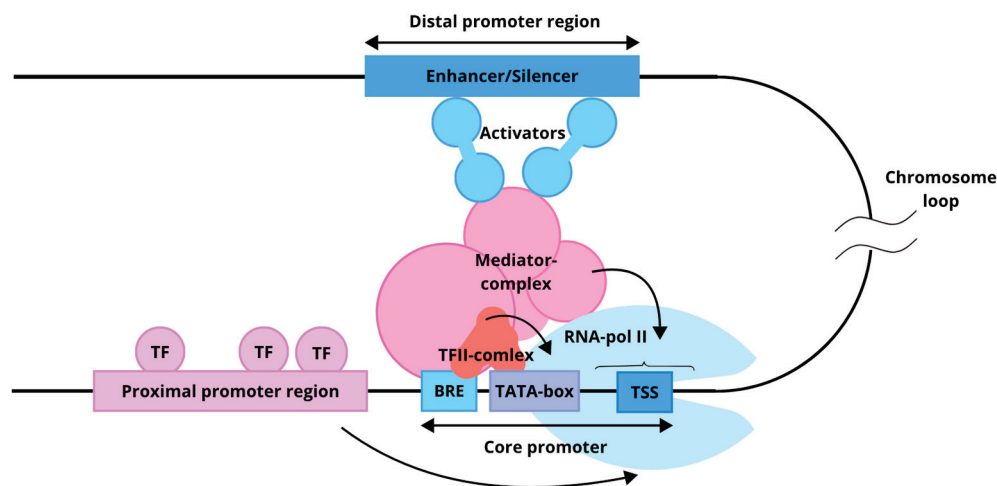 Distal promoter region
Enhancer/Silencer
Activators
Chromosome
loop
Mediator-
complex
RNA-pol II
TF
TF
TF
TFII-comlex
Proximal promoter region
BRE
TATA-box
TSS
Core promoter